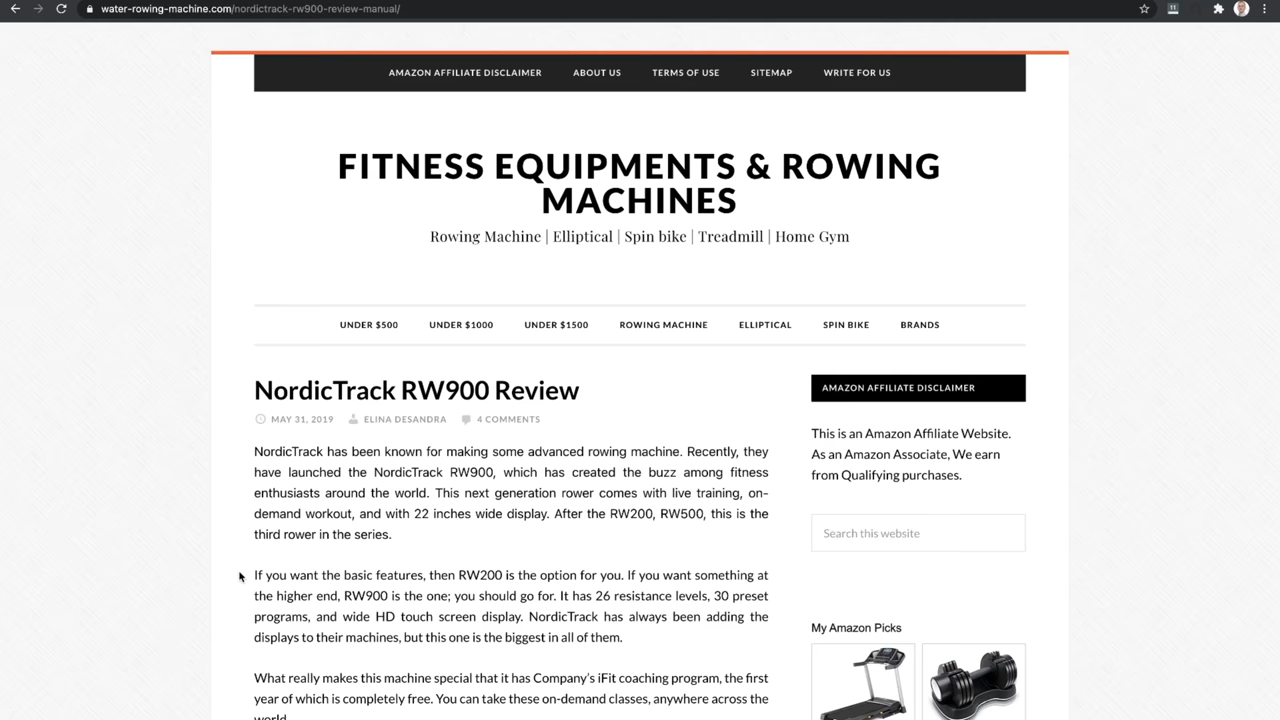 water-rowing-machine.com/nordictrack-rw900-review-manual/
AMAZON AFFILIATE DISCLAIMER ABOUT US TERMS OF USE SITEMAP WRITE FOR US
FITNESS EQUIPMENTS & ROWING
MACHINES
Rowing Machine | Elliptical | Spin bike | Treadmill | Home Gym
UNDER $500 UNDER $1000 UNDER $1500 ROWING MACHINE ELLIPTICAL SPIN BIKE BRANDS
NordicTrack RW900 Review
MAY 31, 2019 ELINA DESANDRA 4 COMMENTS
NordicTrack has been known for making some advanced rowing machine. Recently, they
have launched the NordicTrack RW900, which has created the buzz among fitness
enthusiasts around the world. This next generation rower comes with live training, on-
demand workout, and with 22 inches wide display. After the RW200, RW500, this is the
third rower in the series.
If you want the basic features, then RW200 is the option for you. If you want something at
the higher end, RW900 is the one; you should go for. It has 26 resistance levels, 30 preset
programs, and wide HD touch screen display. NordicTrack has always been adding the
displays to their machines, but this one is the biggest in all of them.
What really makes this machine special that it has Company's iFit coaching program, the first
year of which is completely free. You can take these on-demand classes, anywhere across the
world.
AMAZON AFFILIATE DISCLAIMER
This is an Amazon Affiliate Website.
As an Amazon Associate, We earn
from Qualifying purchases.
Search this website
My Amazon Picks